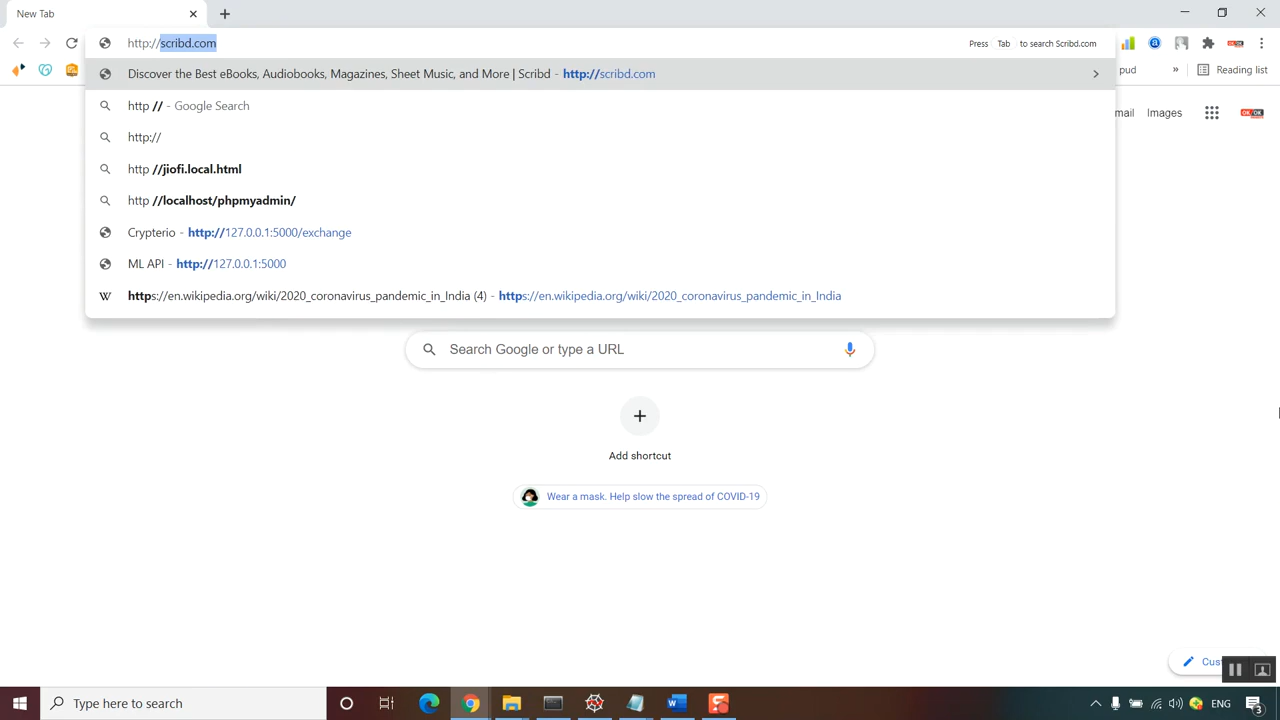 New Tab
http://scribd.com
Press Tab to search Scribd.com
Discover the Best eBooks, Audiobooks, Magazines, Sheet Music, and More | Scribd - http://scribd.com
pud
»
Reading list
http // - Google Search
mail
Images
http://
http //jiofi.local.html
http //localhost/phpmyadmin/
Crypterio - http://127.0.0.1:5000/exchange
ML API - http://127.0.0.1:5000
W https://en.wikipedia.org/wiki/2020_coronavirus_pandemic_in_India (4) - https://en.wikipedia.org/wiki/2020_coronavirus_pandemic_in_India
Search Google or type a URL
Add shortcut
Wear a mask. Help slow the spread of COVID-19
Cus
Type here to search
ENG
3